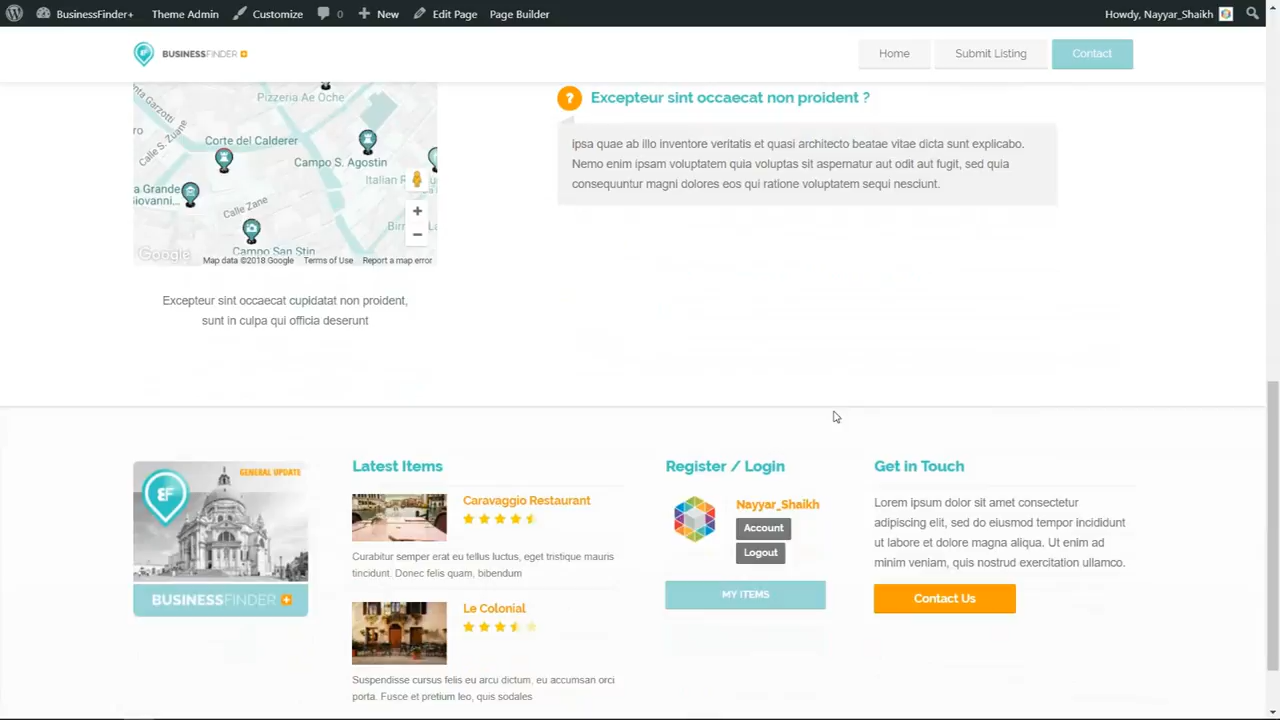 BusinessFinder+ Theme Admin Customize 0 New Edit Page Page Builder Howdy, Nayyar_Shaikh
BUSINESSFINDER Home Submit Listing Contact
Pizzeria Ae Oche
Garzotti
ro
Calle S. Zuane
Corte del Calderer
Campo S. Agostin
Italian
a Grande
Giovanni,...
Calle Zane
Campo San Stin
+
−
Google
Map data ©2018 Google Terms of Use Report a map error
Excepteur sint occaecat cupidatat non proident,
sunt in culpa qui officia deserunt
? Excepteur sint occaecat non proident ?
Ipsa quae ab illo inventore veritatis et quasi architecto beatae vitae dicta sunt explicabo.
Nemo enim ipsam voluptatem quia voluptas sit aspernatur aut odit aut fugit, sed quia
consequuntur magni dolores eos qui ratione voluptatem sequi nesciunt.
GENERAL UPDATE
BF
BUSINESSFINDER +
Latest Items
Caravaggio Restaurant
Curabitur semper erat eu tellus luctus, eget tristique mauris
tincidunt. Donec felis quam, bibendum
Le Colonial
Suspendisse cursus felis eu arcu dictum, eu accumsan orci
porta. Fusce et pretium leo, quis sodales
Register / Login
Nayyar_Shaikh
Account
Logout
MY ITEMS
Get in Touch
Lorem ipsum dolor sit amet consectetur
adipiscing elit, sed do eiusmod tempor incididunt
ut labore et dolore magna aliqua. Ut enim ad
minim veniam, quis nostrud exercitation ullamco.
Contact Us